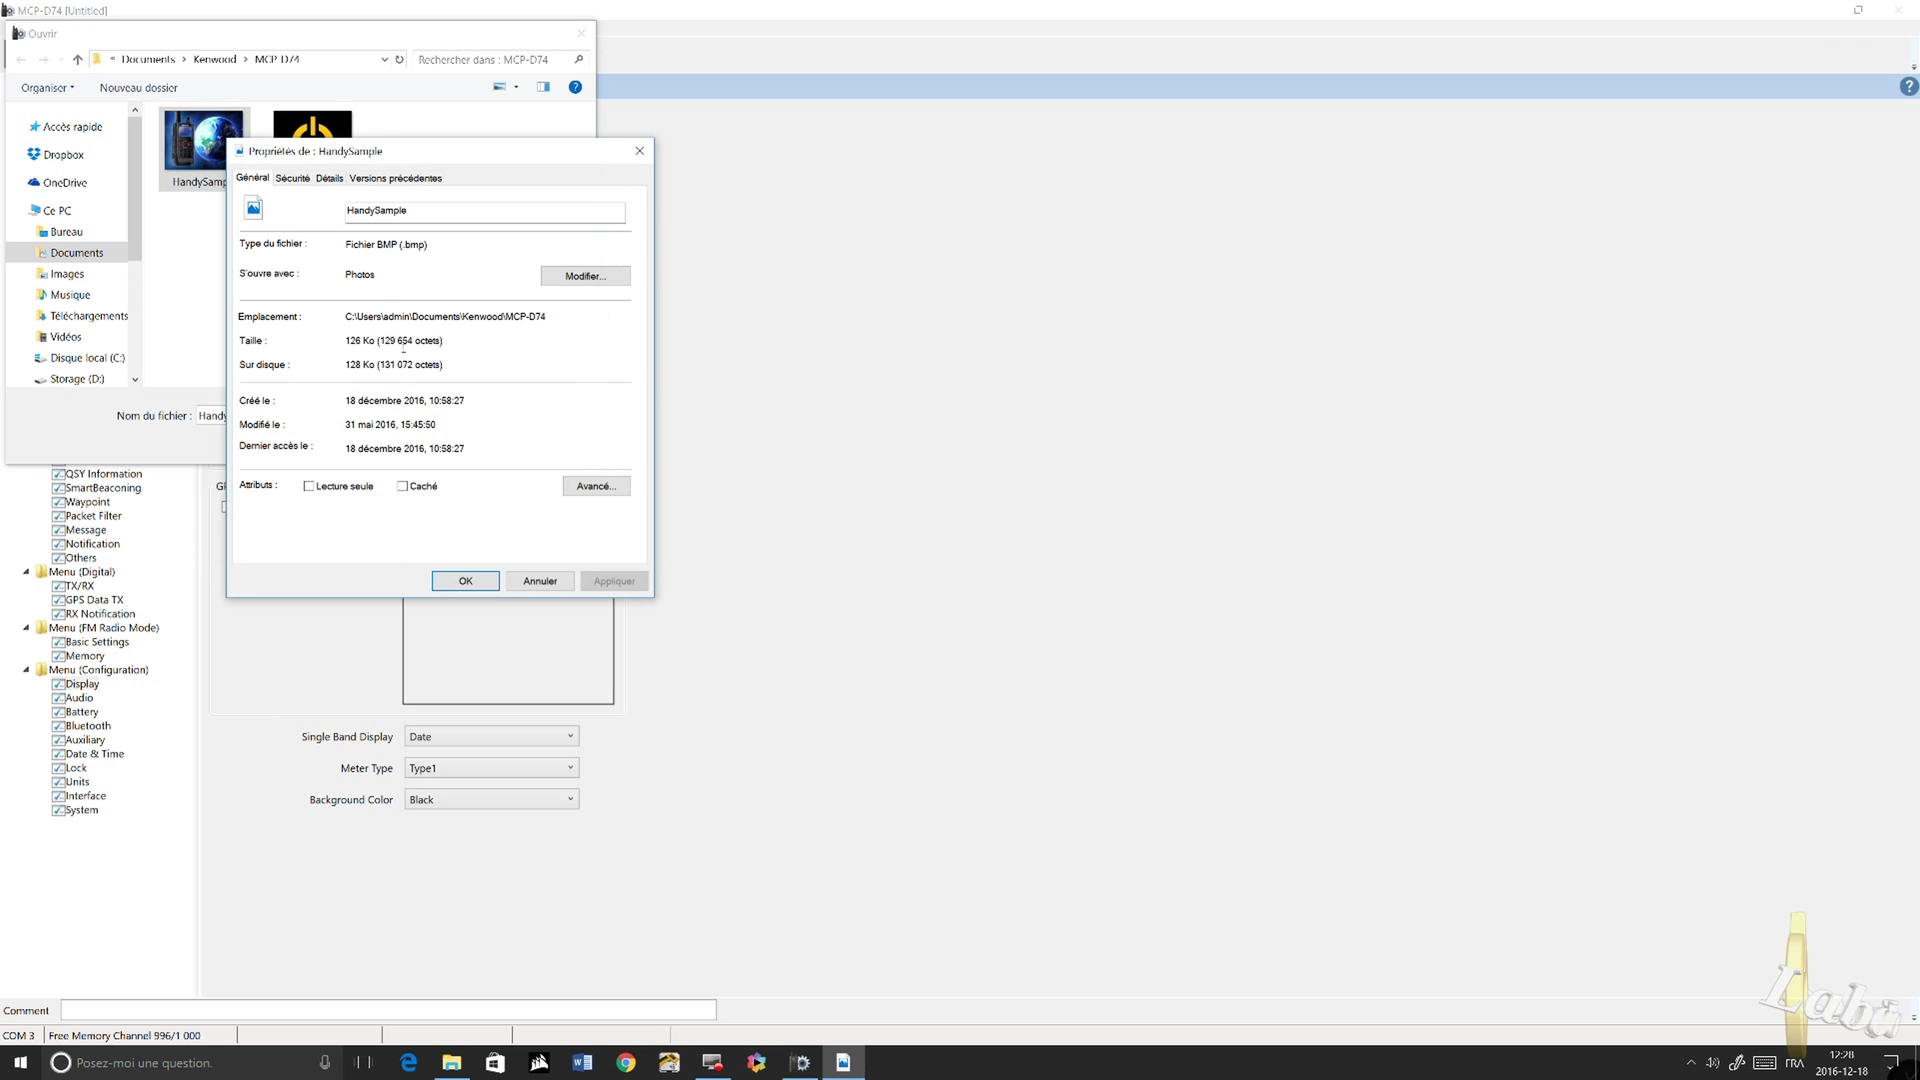 MCP-D74 [Untitled]
Ouvrir
« Documents › Kenwood › MCP-D74
Rechercher dans : MCP-D74
Organiser
Nouveau dossier
Accès rapide
Dropbox
OneDrive
Ce PC
Bureau
Documents
Images
Musique
Téléchargements
Vidéos
Disque local (C:)
Storage (D:)
HandySamp
Nom du fichier :
Handy
Propriétés de : HandySample
Général Sécurité Détails Versions précédentes
HandySample
Type du fichier : Fichier BMP (.bmp)
S'ouvre avec : Photos Modifier...
Emplacement : C:\Users\admin\Documents\Kenwood\MCP-D74
Taille : 126 Ko (129 654 octets)
Sur disque : 128 Ko (131 072 octets)
Créé le : 18 décembre 2016, 10:58:27
Modifié le : 31 mai 2016, 15:45:50
Dernier accès le : 18 décembre 2016, 10:58:27
Attributs : Lecture seule Caché Avancé...
OK Annuler Appliquer
QSY Information
SmartBeaconing
Waypoint
Packet Filter
Message
Notification
Others
Menu (Digital)
TX/RX
GPS Data TX
RX Notification
Menu (FM Radio Mode)
Basic Settings
Memory
Menu (Configuration)
Display
Audio
Battery
Bluetooth
Auxiliary
Date & Time
Lock
Units
Interface
System
Single Band Display Date
Meter Type Type1
Background Color Black
Comment
COM 3 Free Memory Channel 996/1 000
Posez-moi une question.
FRA
12:28
2016-12-18
Labü